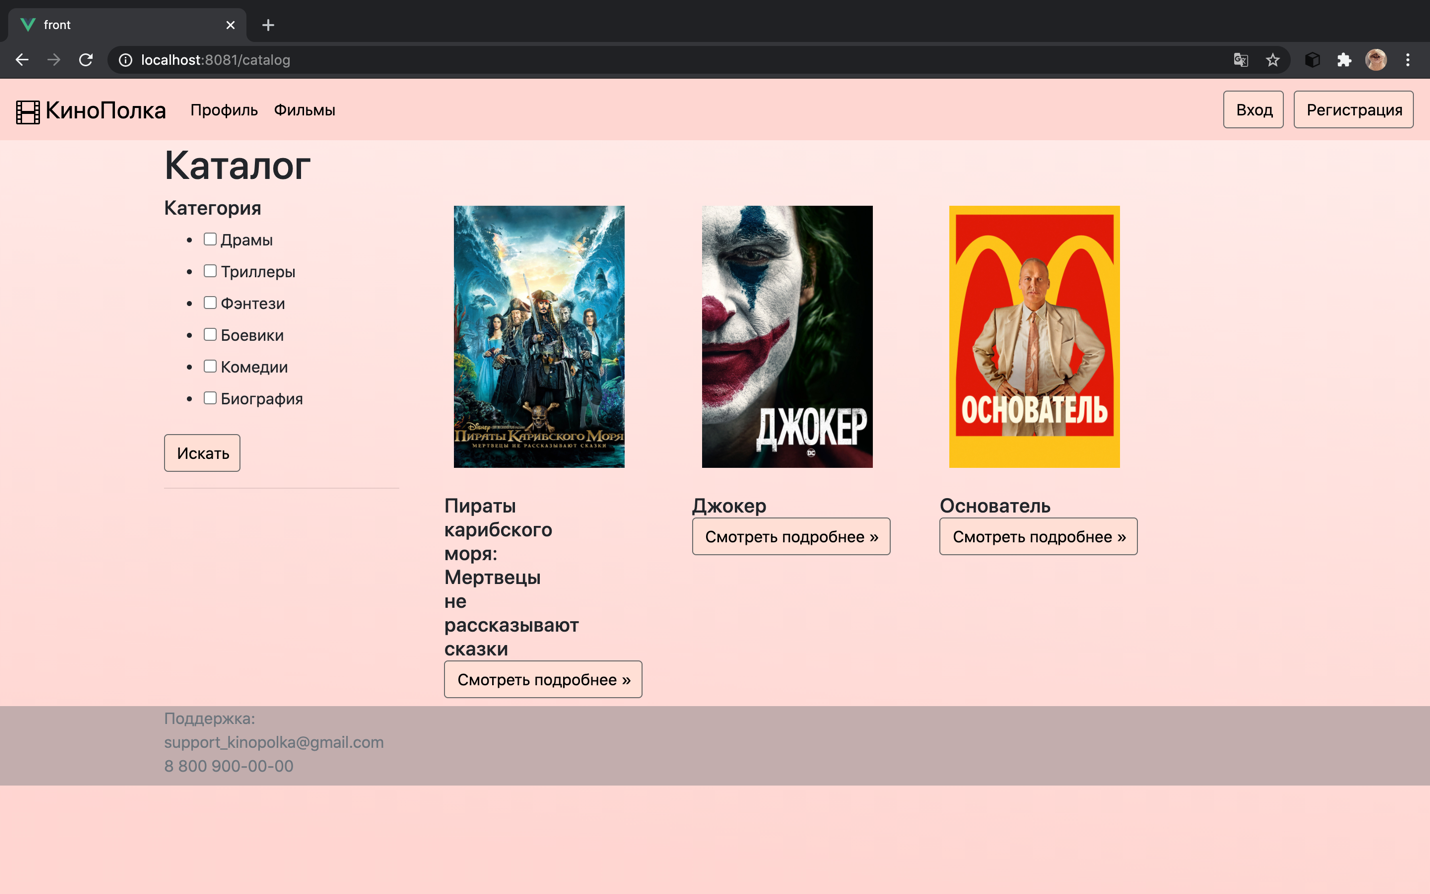 front
localhost:8081/catalog
КиноПолка
Профиль
Фильмы
Вход
Регистрация
Каталог
Категория
Драмы
Триллеры
Фэнтези
Боевики
Комедии
Биография
Искать
Disney
Пираты Карибского Моря
Мертвецы не рассказывают сказки
Пираты
карибского
моря:
Мертвецы
не
рассказывают
сказки
Смотреть подробнее »
ДЖОКЕР
DC
Джокер
Смотреть подробнее »
ОСНОВАТЕЛЬ
Основатель
Смотреть подробнее »
Поддержка:
support_kinopolka@gmail.com
8 800 900-00-00